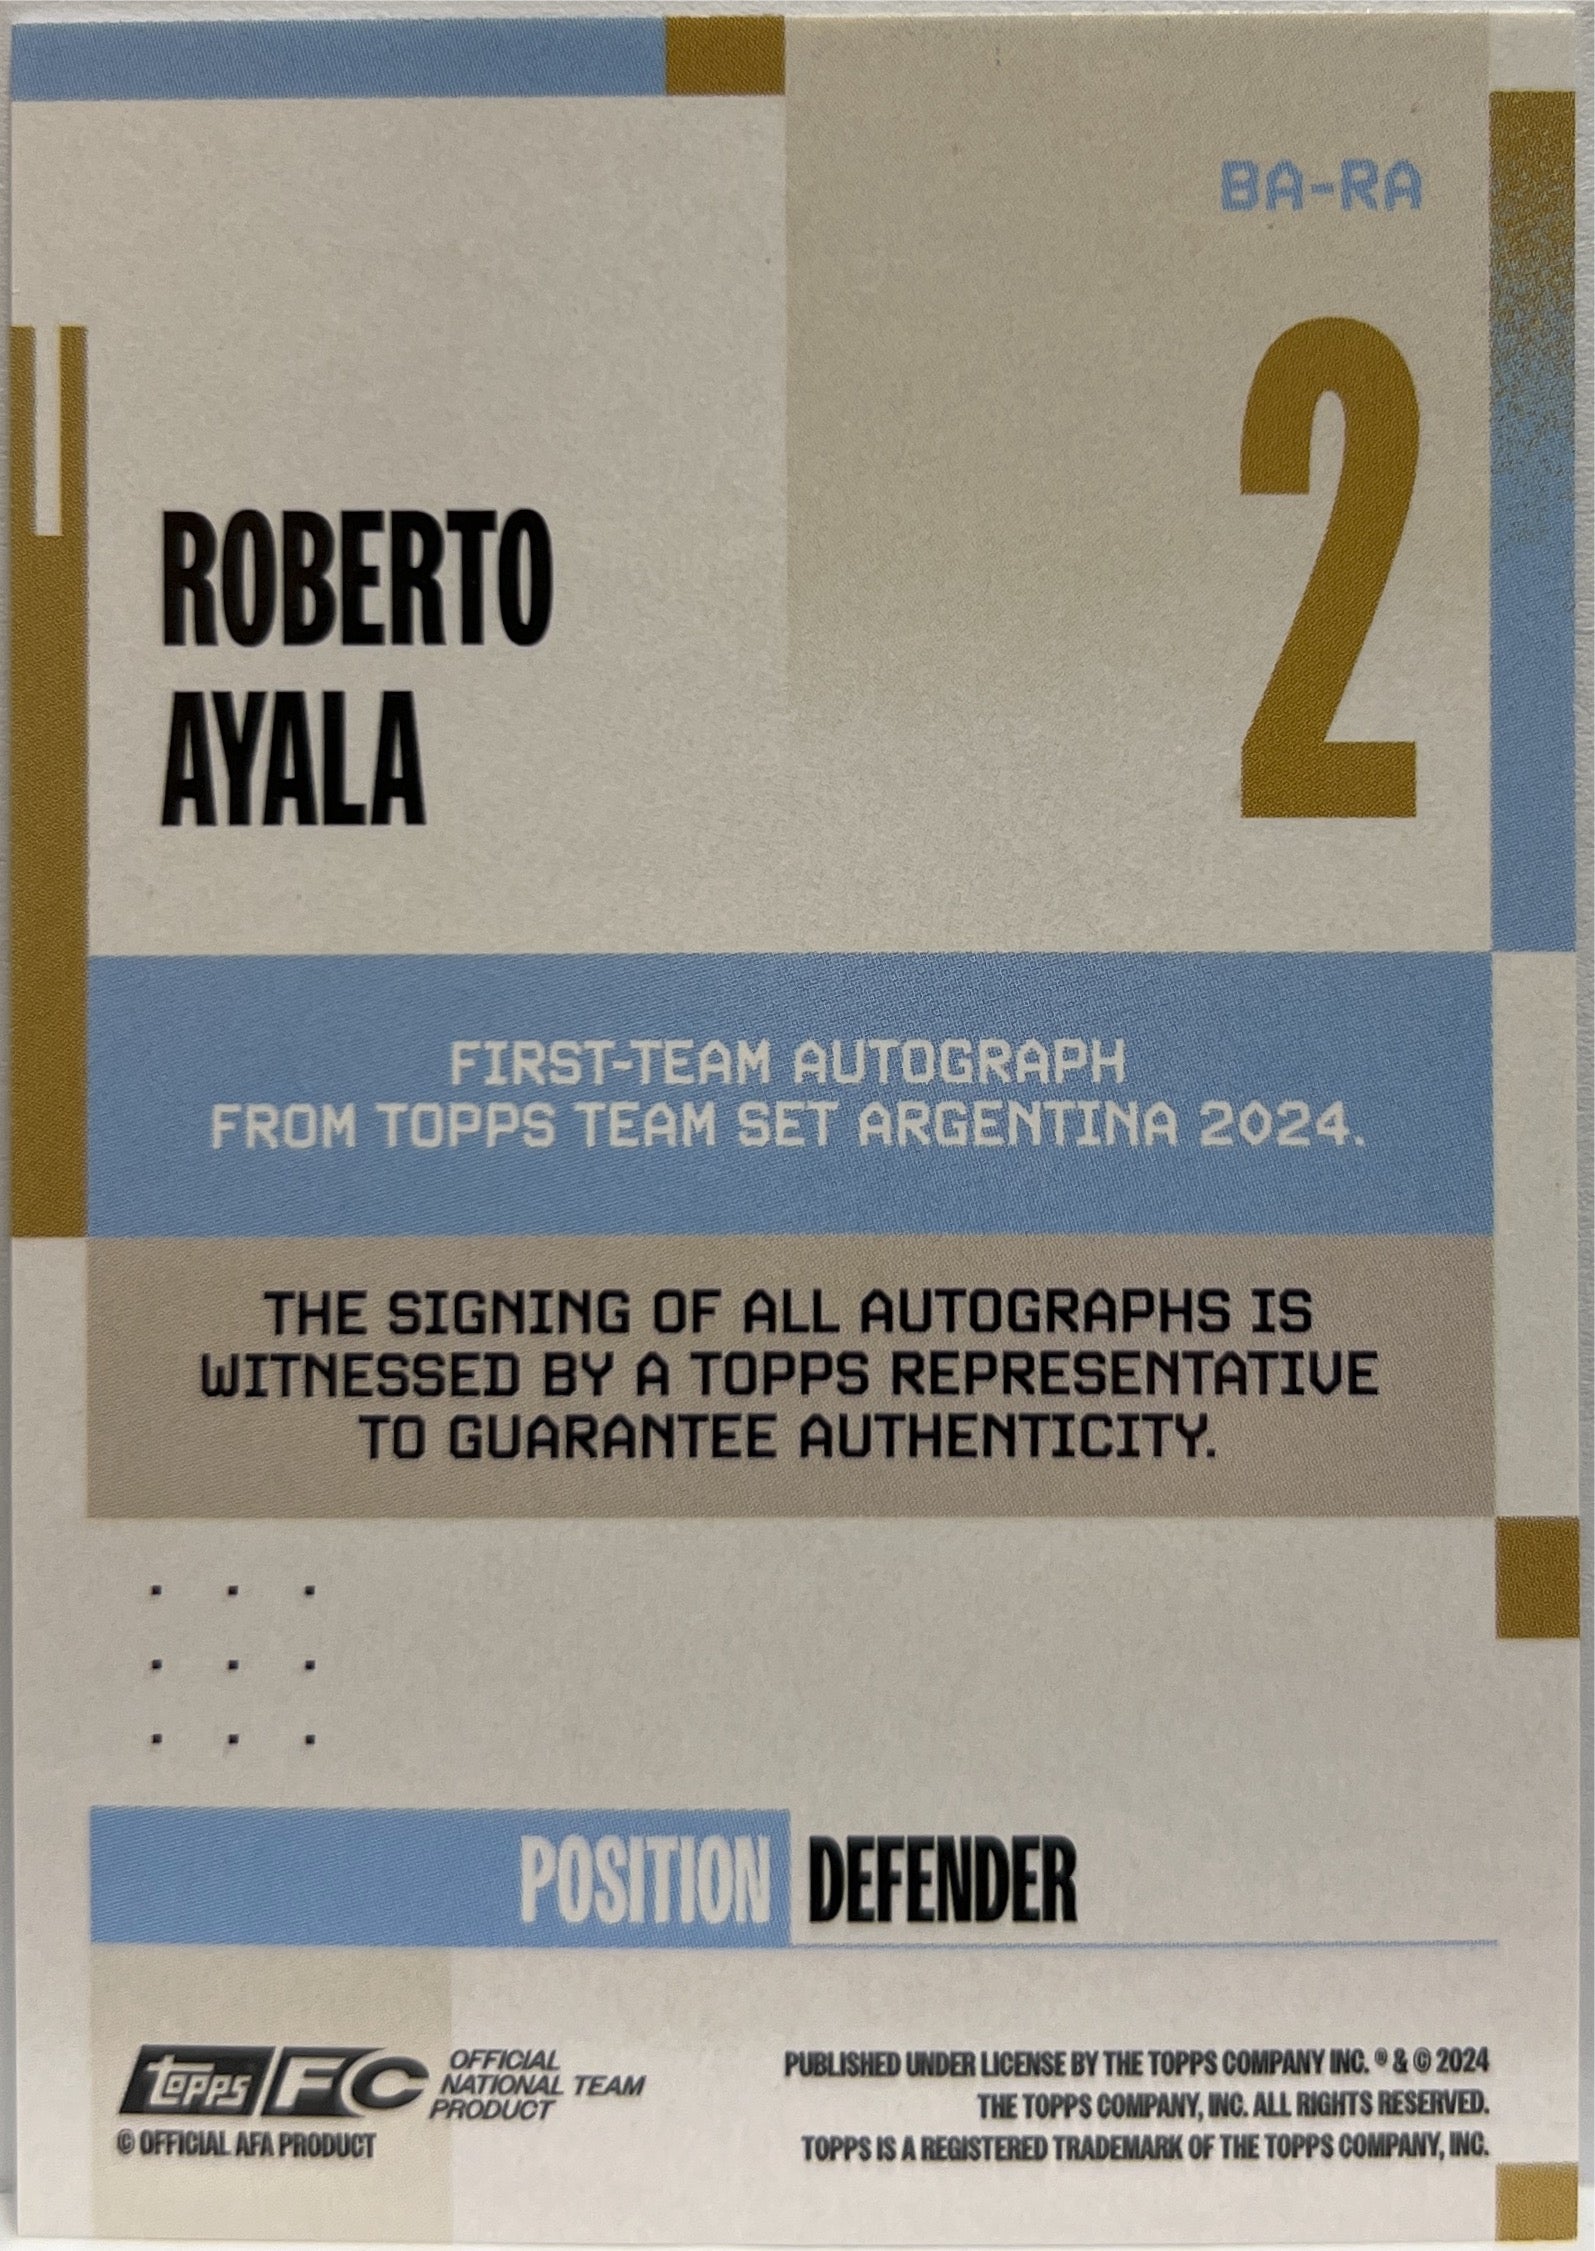 BA-RA
2
ROBERTO
AYALA
FIRST-TEAM AUTOGRAPH
FROM TOPPS TEAM SET ARGENTINA 2024.
THE SIGNING OF ALL AUTOGRAPHS IS
WITNESSED BY A TOPPS REPRESENTATIVE
TO GUARANTEE AUTHENTICITY.
POSITION DEFENDER
topps FC
OFFICIAL
NATIONAL TEAM
PRODUCT
© OFFICIAL AFA PRODUCT
PUBLISHED UNDER LICENSE BY THE TOPPS COMPANY INC. ® & © 2024
THE TOPPS COMPANY, INC. ALL RIGHTS RESERVED.
TOPPS IS A REGISTERED TRADEMARK OF THE TOPPS COMPANY, INC.